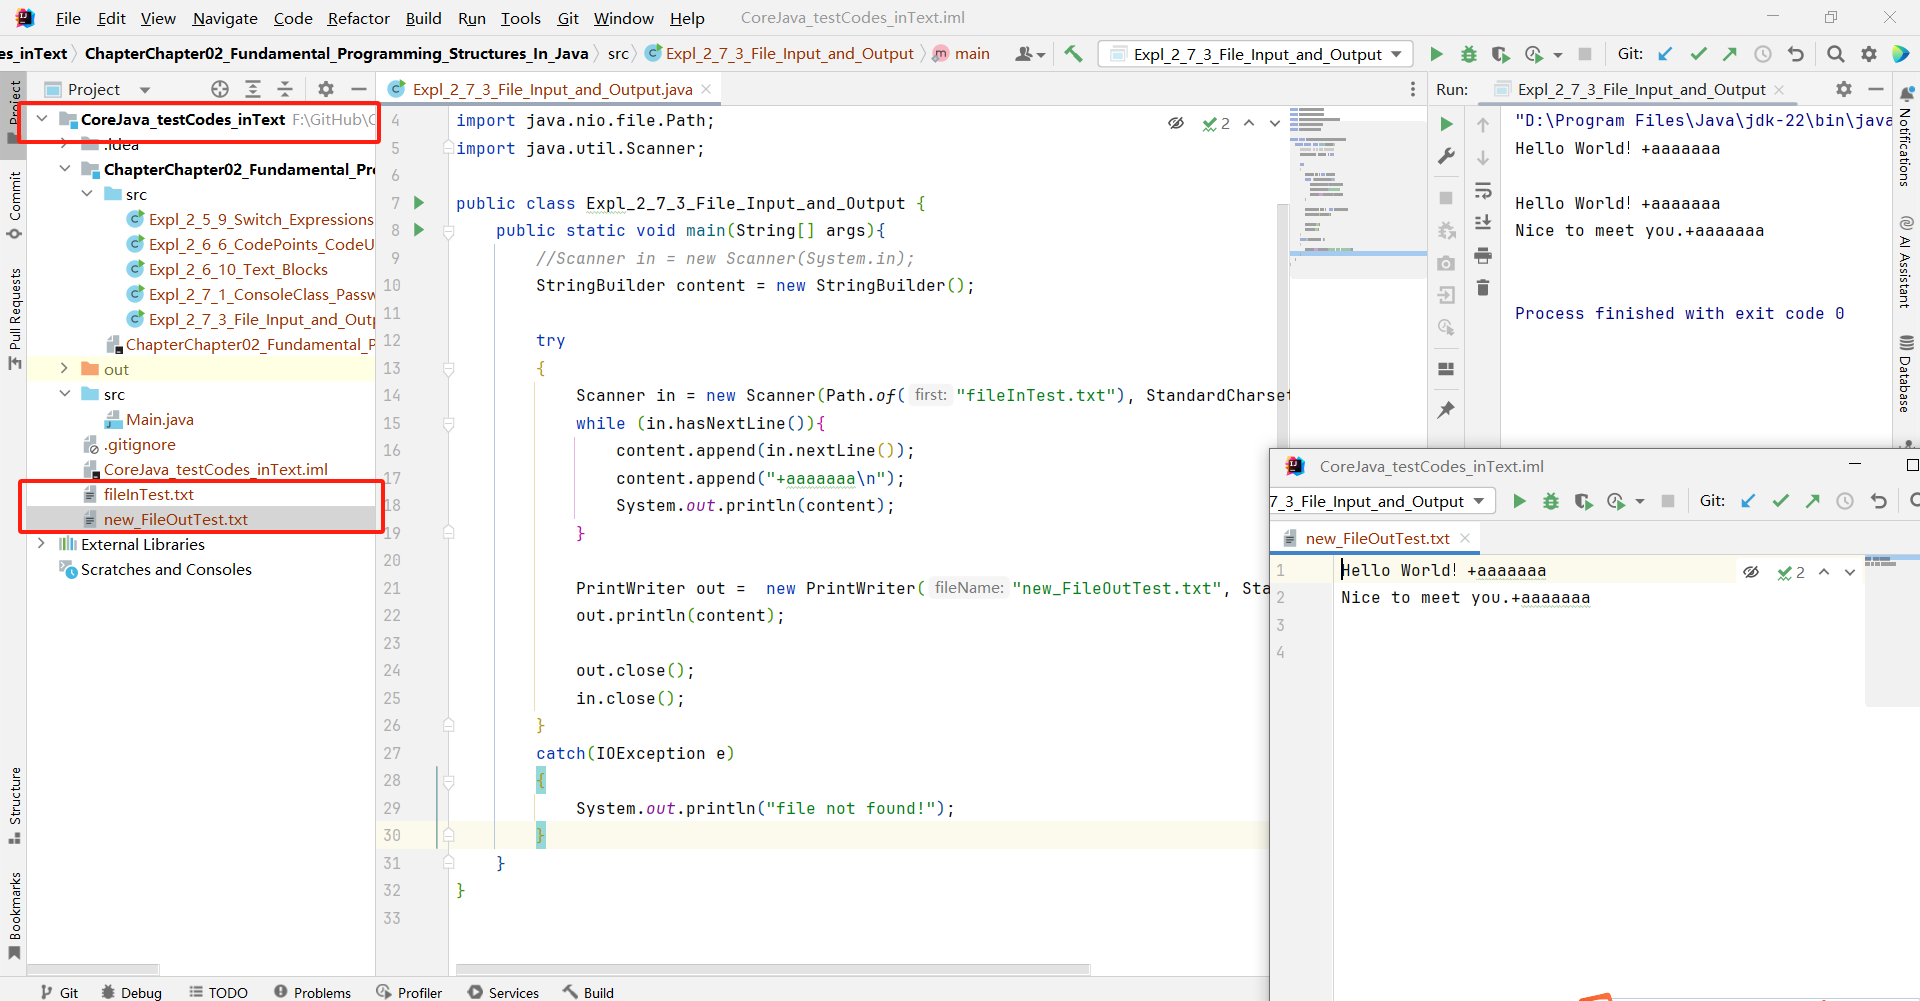 File Edit View Navigate Code Refactor Build Run Tools Git Window Help CoreJava_testCodes_inText.iml
es_inText ChapterChapter02_Fundamental_Programming_Structures_In_Java src Expl_2_7_3_File_Input_and_Output main Expl_2_7_3_File_Input_and_Output Git:
Project
Commit
Pull Requests
Structure
Bookmarks
Project
CoreJava_testCodes_inText F:\GitHub\C
.idea
ChapterChapter02_Fundamental_Pr
src
Expl_2_5_9_Switch_Expressions
Expl_2_6_6_CodePoints_CodeU
Expl_2_6_10_Text_Blocks
Expl_2_7_1_ConsoleClass_Passw
Expl_2_7_3_File_Input_and_Outp
ChapterChapter02_Fundamental_P
out
src
Main.java
.gitignore
CoreJava_testCodes_inText.iml
fileInTest.txt
new_FileOutTest.txt
External Libraries
Scratches and Consoles
Expl_2_7_3_File_Input_and_Output.java
2
4 import java.nio.file.Path;
5 import java.util.Scanner;
6
7 public class Expl_2_7_3_File_Input_and_Output {
8 public static void main(String[] args){
9 //Scanner in = new Scanner(System.in);
10 StringBuilder content = new StringBuilder();
11
12 try
13 {
14 Scanner in = new Scanner(Path.of( first: "fileInTest.txt"), StandardCharset
15 while (in.hasNextLine()){
16 content.append(in.nextLine());
17 content.append("+aaaaaaa\n");
18 System.out.println(content);
19 }
20
21 PrintWriter out =  new PrintWriter( fileName: "new_FileOutTest.txt", Sta
22 out.println(content);
23
24 out.close();
25 in.close();
26 }
27 catch(IOException e)
28 {
29 System.out.println("file not found!");
30 }
31 }
32 }
33
Run: Expl_2_7_3_File_Input_and_Output
"D:\Program Files\Java\jdk-22\bin\java
Hello World! +aaaaaaa
Hello World! +aaaaaaa
Nice to meet you.+aaaaaaa
Process finished with exit code 0
Notifications
AI Assistant
Database
CoreJava_testCodes_inText.iml
7_3_File_Input_and_Output Git:
new_FileOutTest.txt
1 Hello World! +aaaaaaa 2
2 Nice to meet you.+aaaaaaa
3
4
Git Debug TODO Problems Profiler Services Build